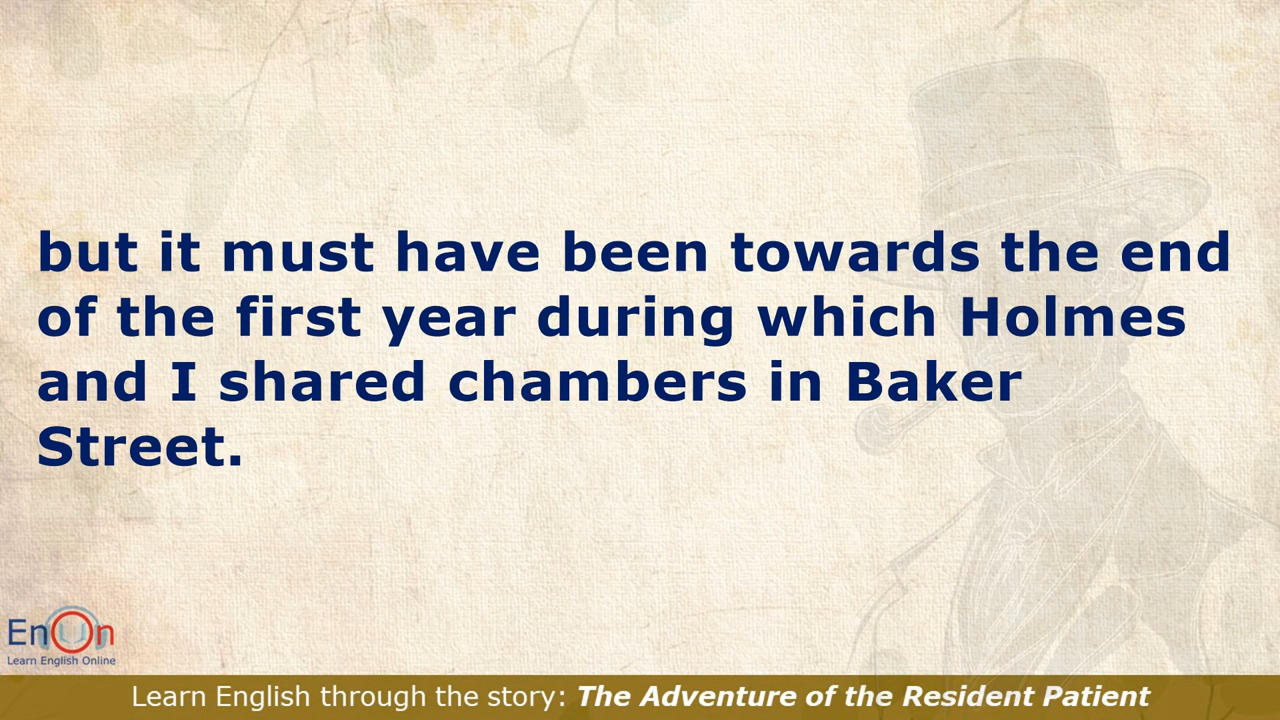 but it must have been towards the end
of the first year during which Holmes
and I shared chambers in Baker
Street.
EnOn
Learn English Online
Learn English through the story: The Adventure of the Resident Patient